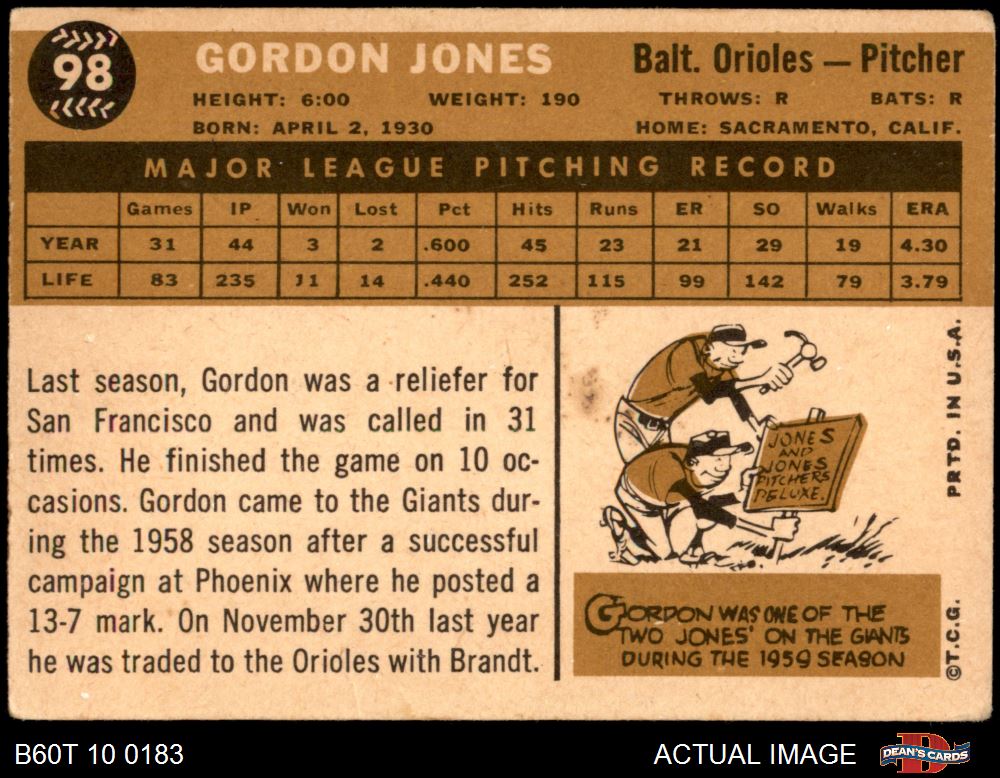 98
GORDON JONES
Balt. Orioles — Pitcher
HEIGHT: 6:00 WEIGHT: 190 THROWS: R BATS: R
BORN: APRIL 2, 1930 HOME: SACRAMENTO, CALIF.
MAJOR LEAGUE PITCHING RECORD
Games IP Won Lost Pct Hits Runs ER SO Walks ERA
YEAR 31 44 3 2 .600 45 23 21 29 19 4.30
LIFE 83 235 11 14 .440 252 115 99 142 79 3.79
Last season, Gordon was a reliefer for
San Francisco and was called in 31
times. He finished the game on 10 oc-
casions. Gordon came to the Giants dur-
ing the 1958 season after a successful
campaign at Phoenix where he posted a
13-7 mark. On November 30th last year
he was traded to the Orioles with Brandt.
JONES
AND
JONES
PITCHERS
DELUXE.
GORDON WAS ONE OF THE
TWO JONES' ON THE GIANTS
DURING THE 1959 SEASON
©T.C.G. PRTD. IN U.S.A.
B60T 10 0183
ACTUAL IMAGE
DEAN'S CARDS